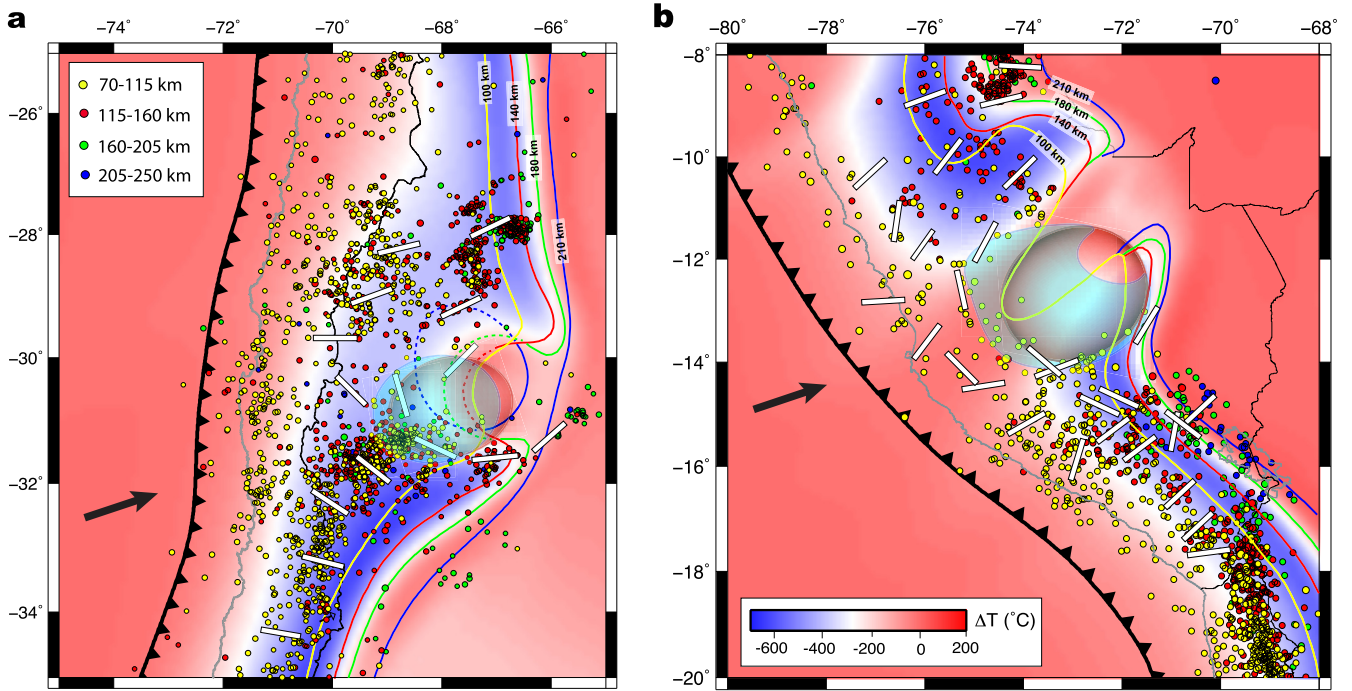 a
−74° −72° −70° −68° −66°
−26°
−28°
−30°
−32°
−34°
70-115 km
115-160 km
160-205 km
205-250 km
100 km
140 km
180 km
210 km
b
−80° −78° −76° −74° −72° −70° −68°
−8°
−10°
−12°
−14°
−16°
−18°
−20°
210 km
180 km
140 km
100 km
ΔT (°C)
-600 -400 -200 0 200